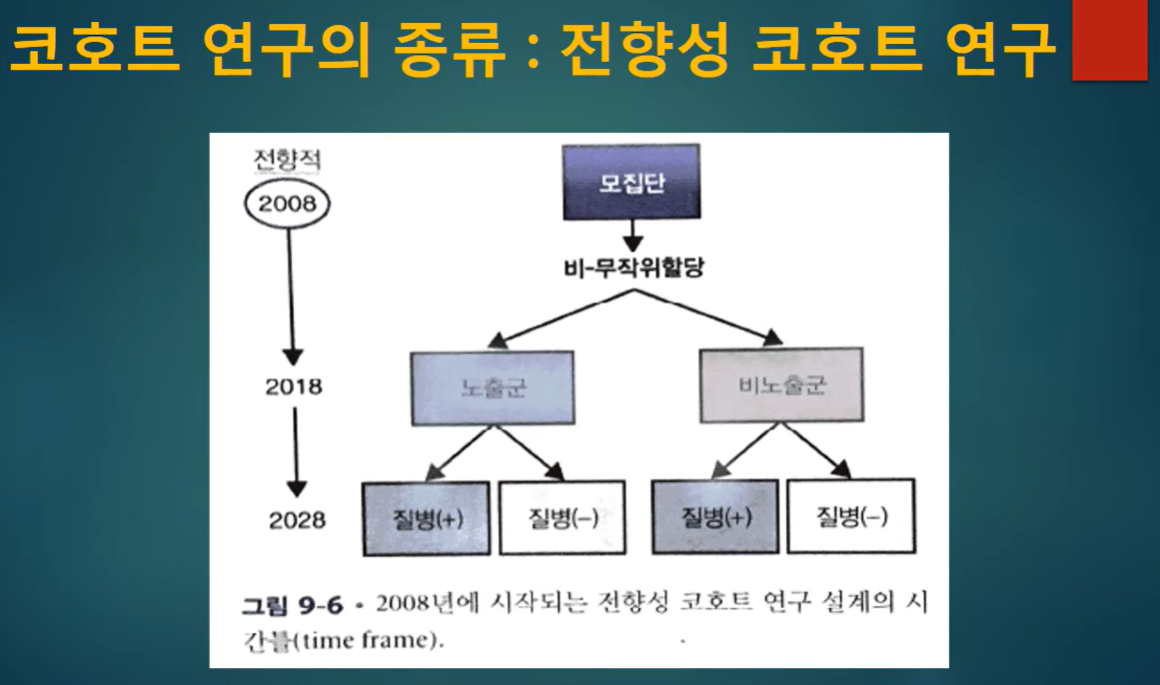 코호트 연구의 종류 : 전향성 코호트 연구
전향적
2008
모집단
비-무작위할당
2018
노출군
비노출군
2028
질병(+)
질병(-)
질병(+)
질병(-)
그림 9-6 • 2008년에 시작되는 전향성 코호트 연구 설계의 시
간틀(time frame).